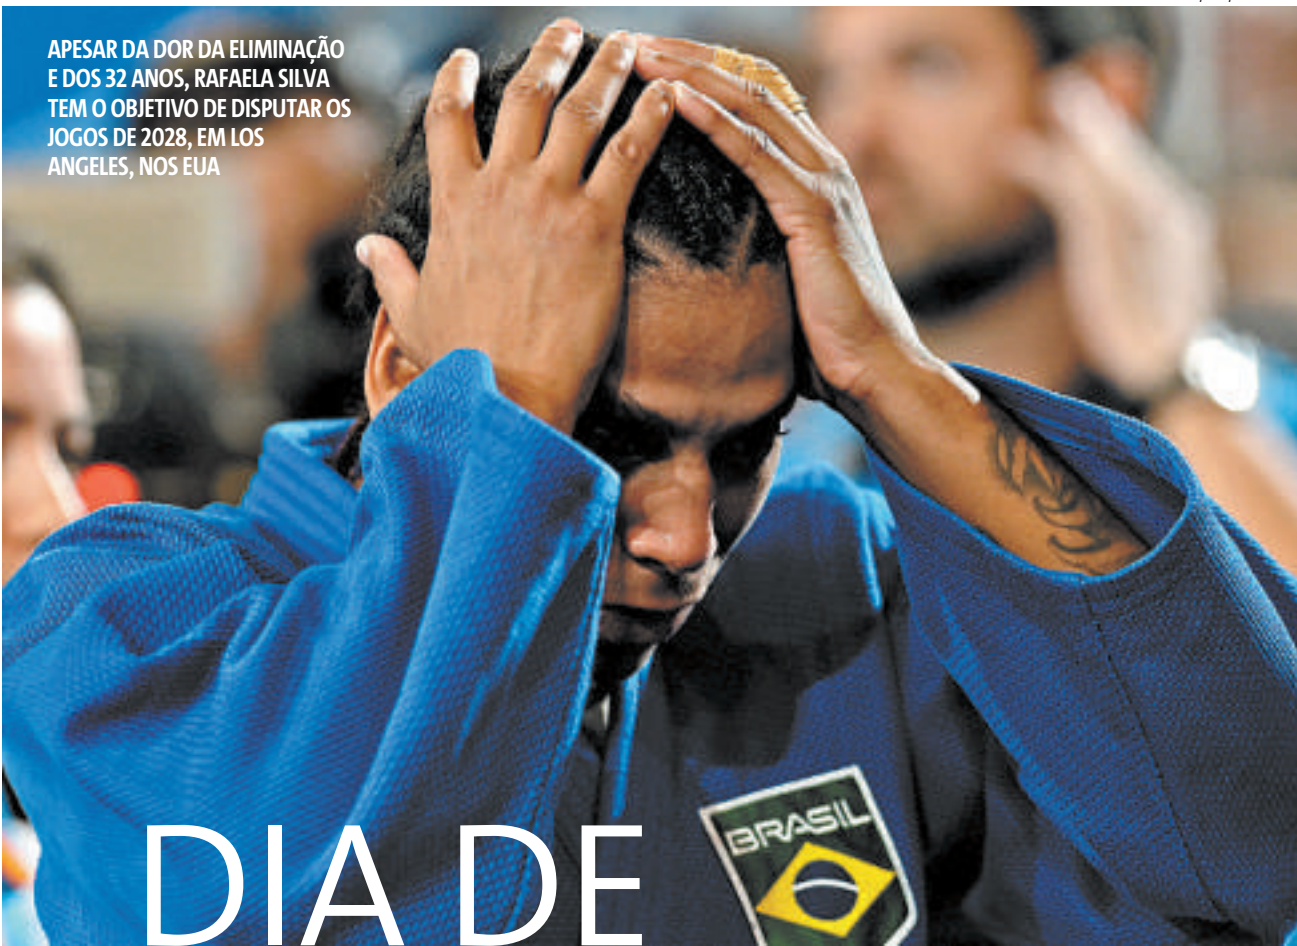 APESAR DA DOR DA ELIMINAÇÃO
E DOS 32 ANOS, RAFAELA SILVA
TEM O OBJETIVO DE DISPUTAR OS
JOGOS DE 2028, EM LOS
ANGELES, NOS EUA
BRASIL
DIA DE